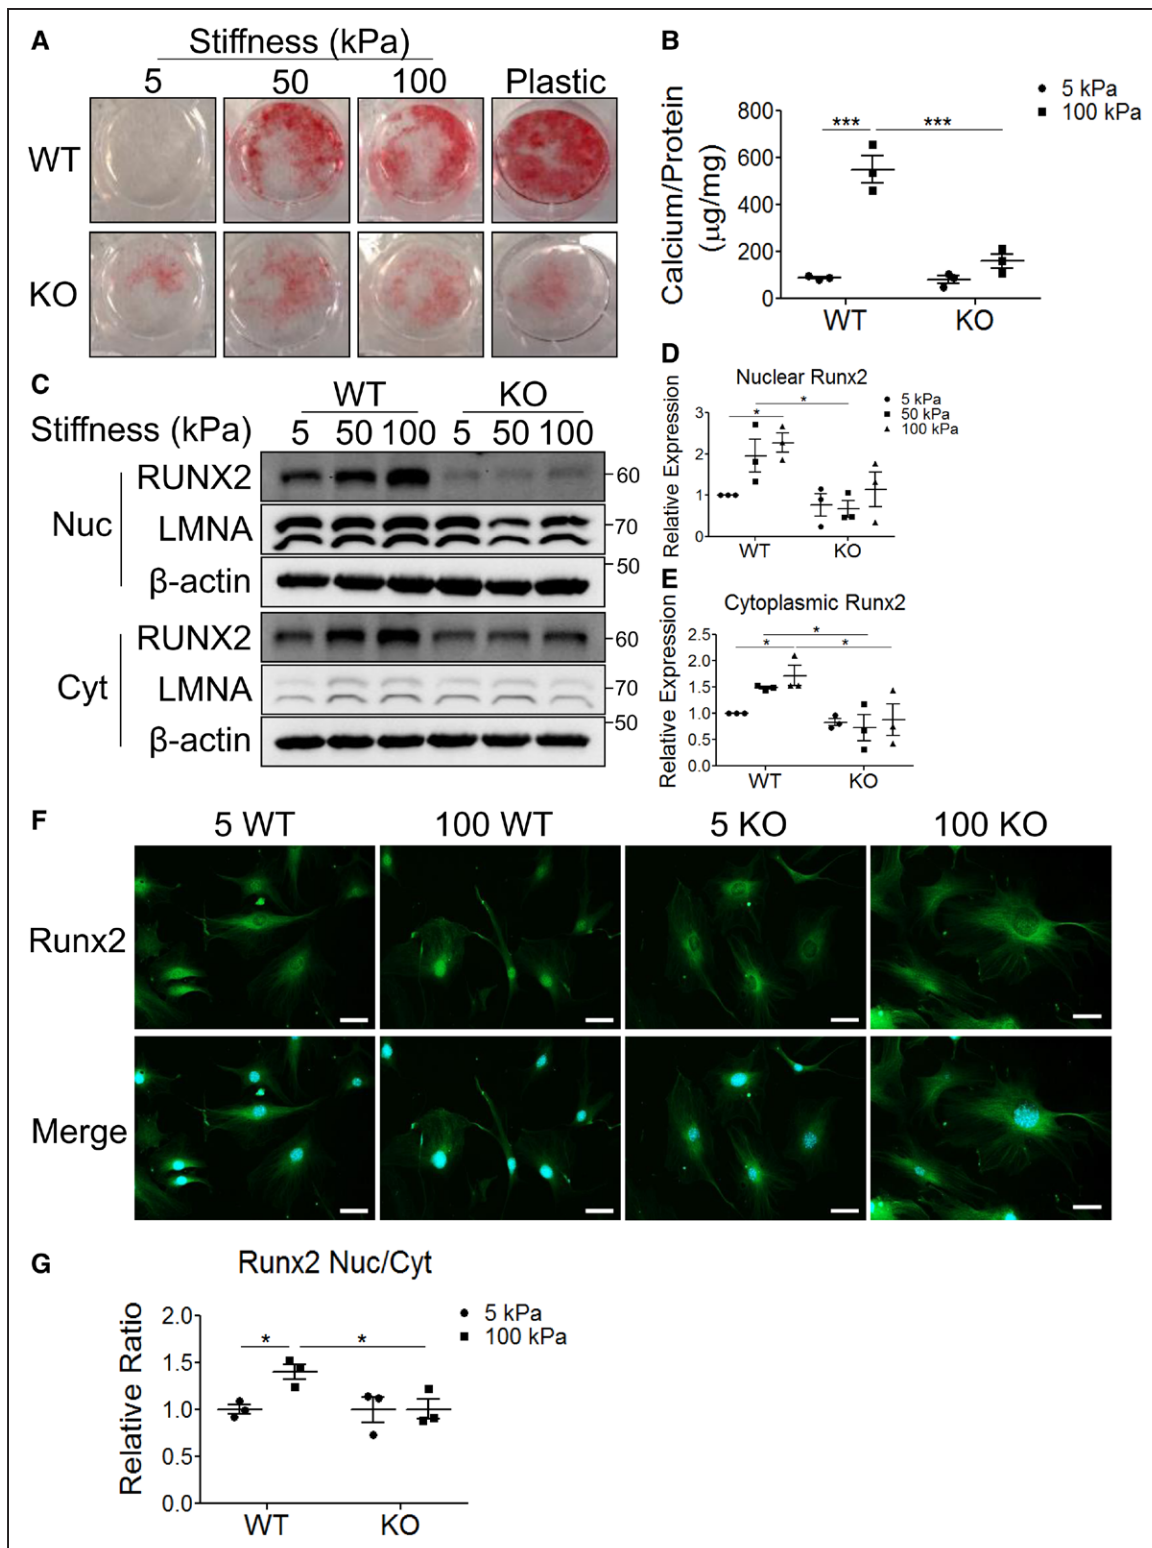 A
Stiffness (kPa)
5 50 100 Plastic
WT
KO
B
Calcium/Protein
(µg/mg)
5 kPa
100 kPa
800
600
400
200
0
***
***
WT KO
C
WT KO
Stiffness (kPa) 5 50 100 5 50 100
Nuc
RUNX2 60
LMNA 70
β-actin 50
Cyt
RUNX2 60
LMNA 70
β-actin 50
D
Nuclear Runx2
Relative Expression
5 kPa
50 kPa
100 kPa
3
2
1
0
*
*
WT KO
E
Cytoplasmic Runx2
Relative Expression
2.5
2.0
1.5
1.0
0.5
0.0
*
*
*
WT KO
F
5 WT 100 WT 5 KO 100 KO
Runx2
Merge
G
Runx2 Nuc/Cyt
Relative Ratio
5 kPa
100 kPa
2.0
1.5
1.0
0.5
0.0
*
*
WT KO